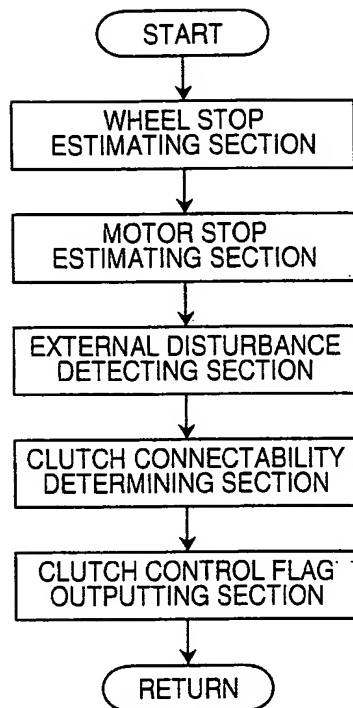 START
WHEEL STOP
ESTIMATING SECTION
MOTOR STOP
ESTIMATING SECTION
EXTERNAL DISTURBANCE
DETECTING SECTION
CLUTCH CONNECTABILITY
DETERMINING SECTION
CLUTCH CONTROL FLAG
OUTPUTTING SECTION
RETURN